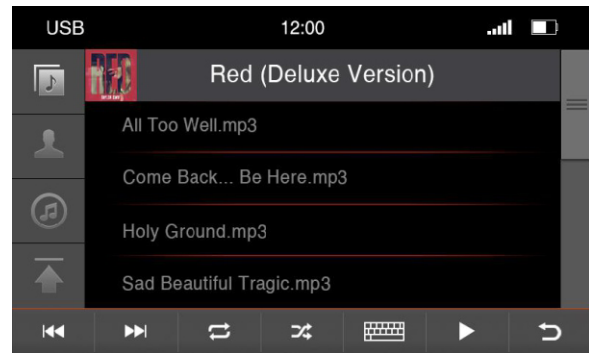 USB 12:00
Red (Deluxe Version)
All Too Well.mp3
Come Back... Be Here.mp3
Holy Ground.mp3
Sad Beautiful Tragic.mp3